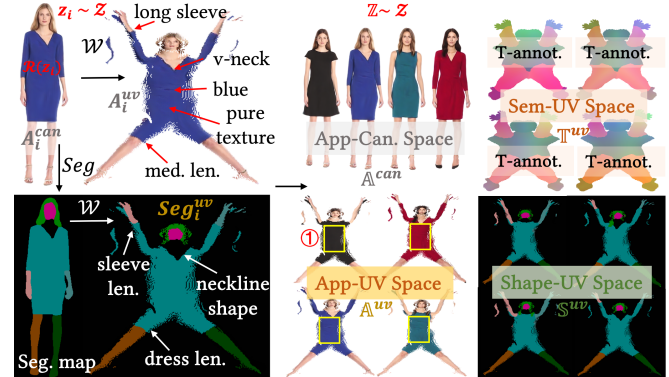 z_i ~ Z
long sleeve
W
R(z_i)
v-neck
blue
pure
texture
A_i^{uv}
A_i^{can}
Seg
med. len.
W
Seg_i^{uv}
sleeve
len.
neckline
shape
Seg. map
dress len.
ℤ ~ Z
App-Can. Space
𝔸^{can}
①
App-UV Space
𝔸^{uv}
T-annot.
T-annot.
Sem-UV Space
𝕋^{uv}
T-annot.
T-annot.
Shape-UV Space
𝕊^{uv}